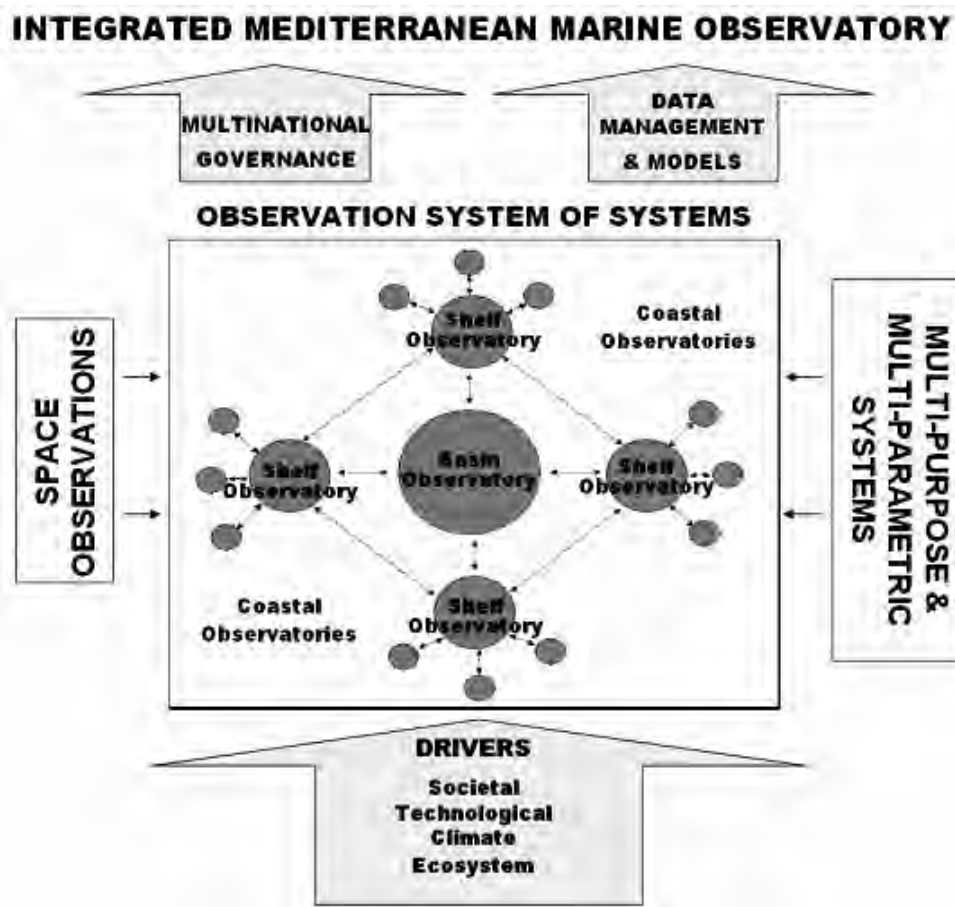 INTEGRATED MEDITERRANEAN MARINE OBSERVATORY
MULTINATIONAL
GOVERNANCE
DATA
MANAGEMENT
& MODELS
OBSERVATION SYSTEM OF SYSTEMS
Shelf
Observatory
Coastal
Observatories
SPACE
OBSERVATIONS
Shelf
Observatory
Basin
Observatory
Shelf
Observatory
MULTI-PURPOSE &
MULTI-PARAMETRIC
SYSTEMS
Shelf
Observatory
Coastal
Observatories
DRIVERS
Societal
Technological
Climate
Ecosystem